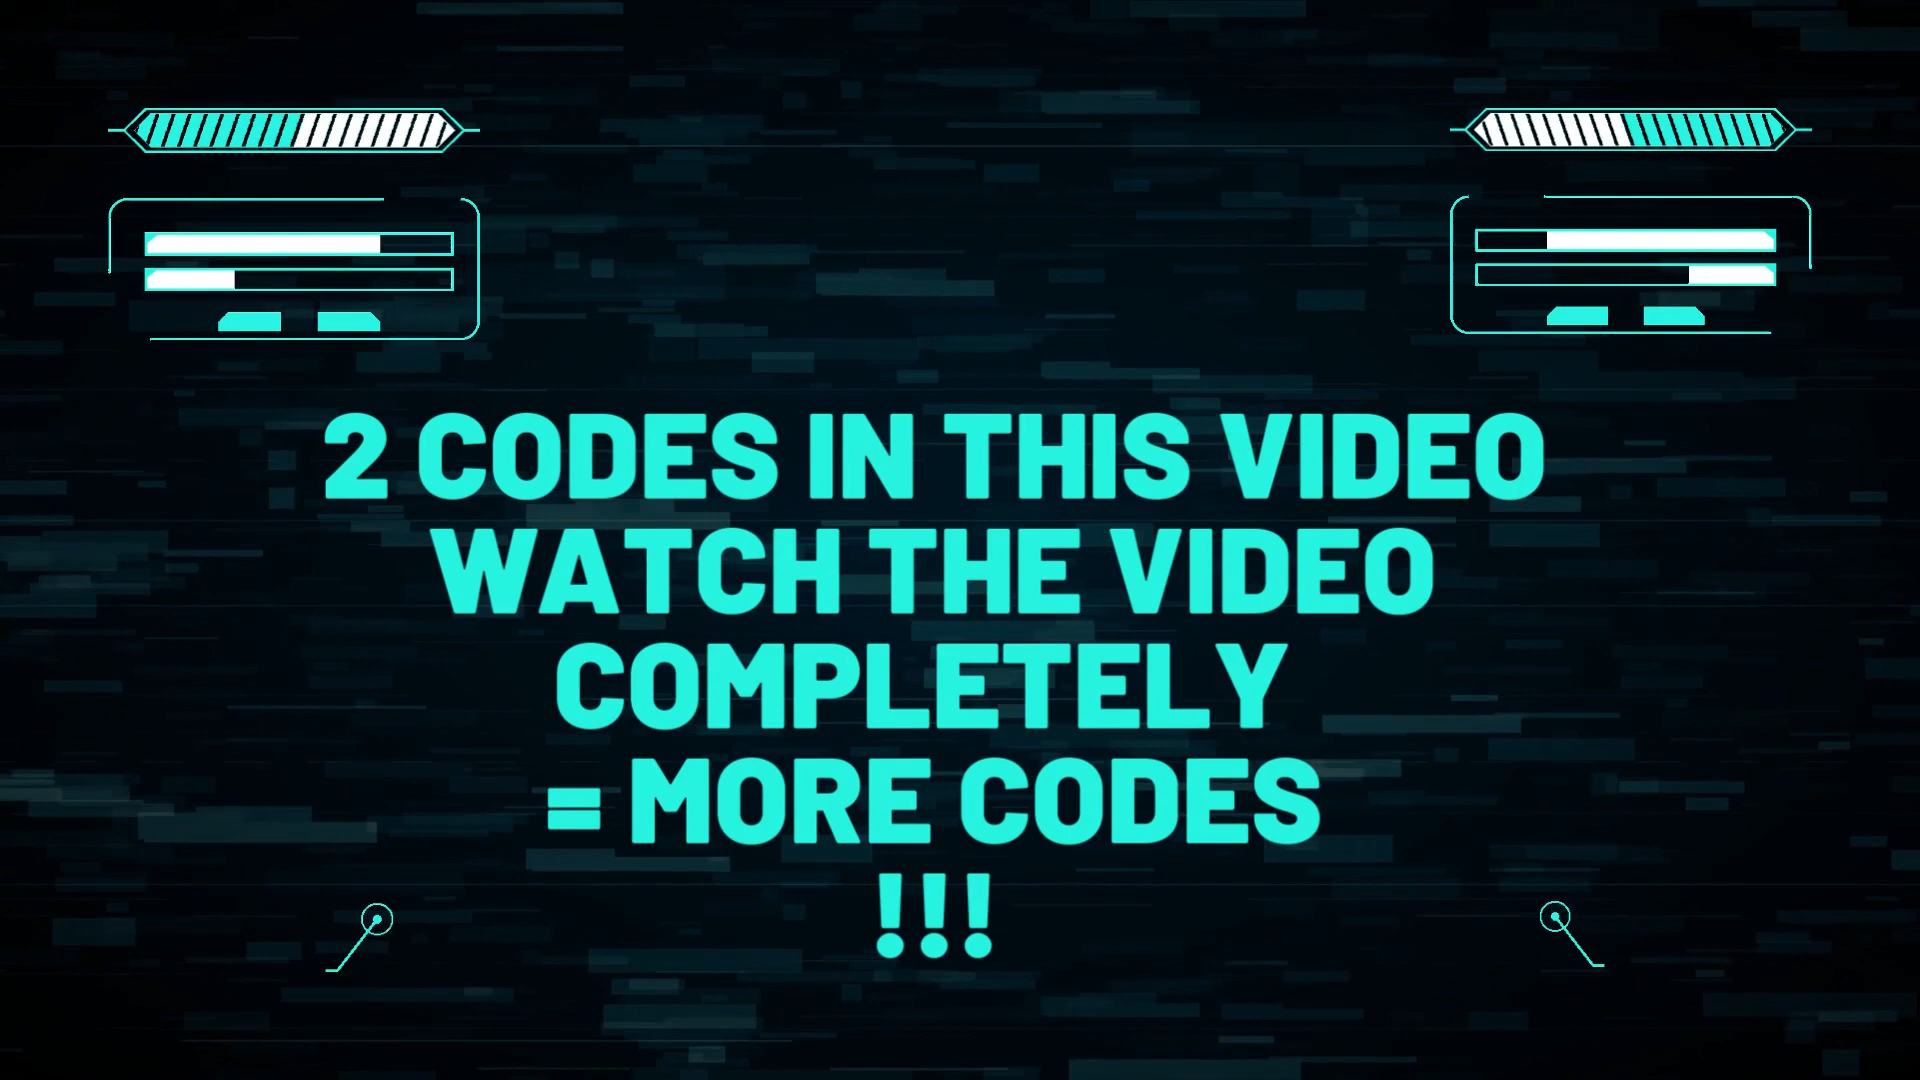 2 CODES IN THIS VIDEO
WATCH THE VIDEO
COMPLETELY
= MORE CODES
!!!